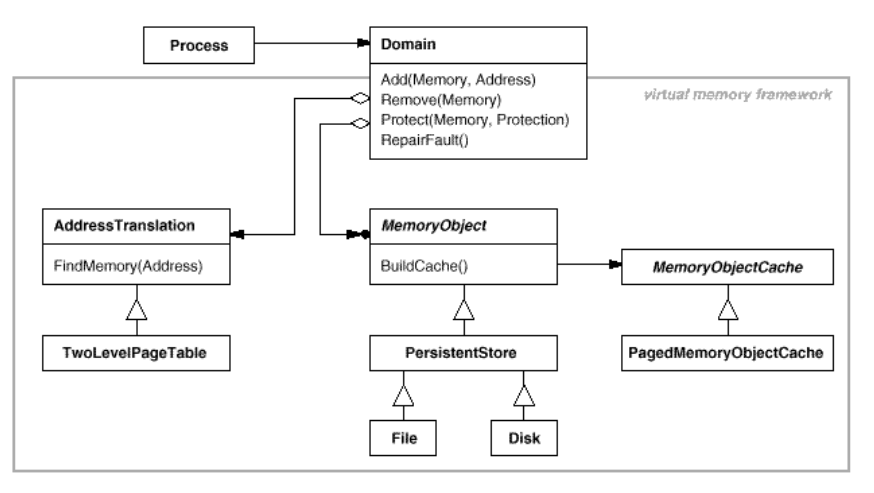 Process
Domain
Add(Memory, Address)
Remove(Memory)
Protect(Memory, Protection)
RepairFault()
virtual memory framework
AddressTranslation
FindMemory(Address)
MemoryObject
BuildCache()
MemoryObjectCache
TwoLevelPageTable
PersistentStore
PagedMemoryObjectCache
File
Disk